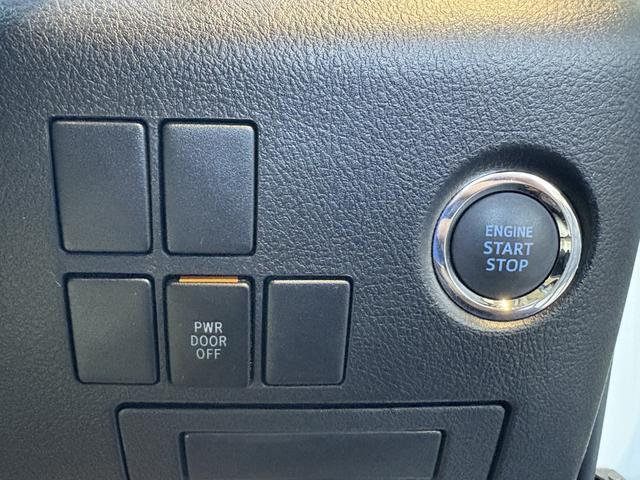 PWR
DOOR
OFF
ENGINE
START
STOP